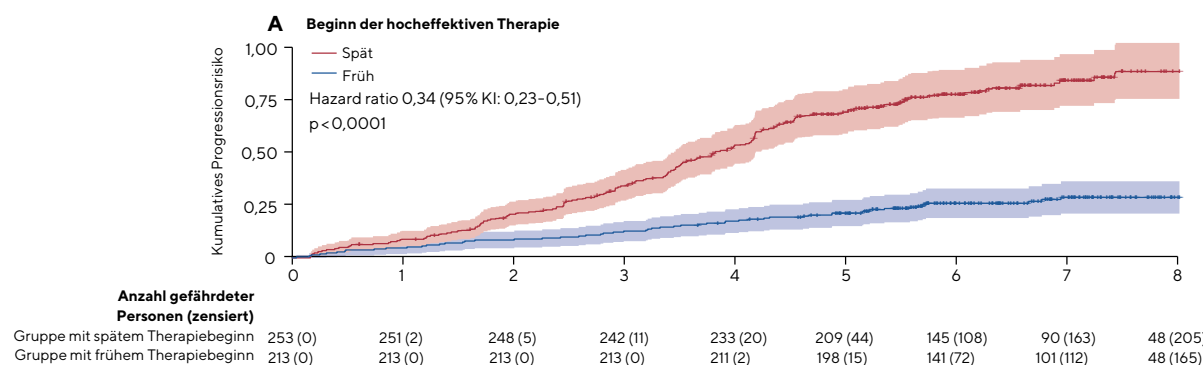 A Beginn der hocheffektiven Therapie
Kumulatives Progressionsrisiko
1,00
0,75
0,50
0,25
0
Spät
Früh
Hazard ratio 0,34 (95% KI: 0,23-0,51)
p<0,0001
0 1 2 3 4 5 6 7 8
Anzahl gefährdeter
Personen (zensiert)
Gruppe mit spätem Therapiebeginn 253 (0) 251 (2) 248 (5) 242 (11) 233 (20) 209 (44) 145 (108) 90 (163) 48 (205)
Gruppe mit frühem Therapiebeginn 213 (0) 213 (0) 213 (0) 213 (0) 211 (2) 198 (15) 141 (72) 101 (112) 48 (165)